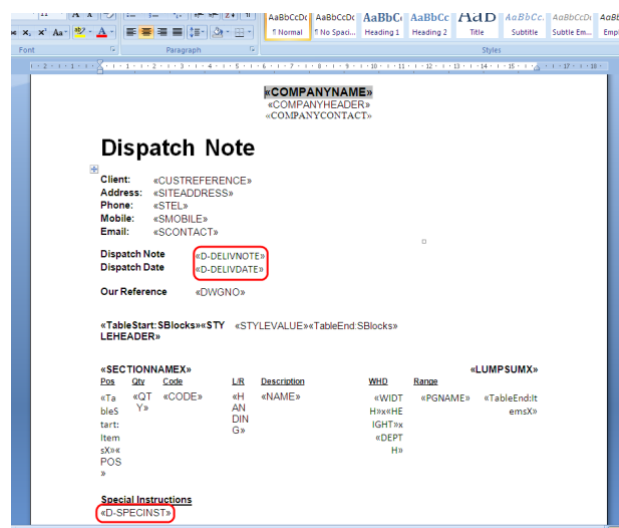 AaBbCcDc AaBbCcDc AaBbC AaBbCc AaB AaBbCc. AaBbCcDc AaBb
¶ Normal ¶ No Spaci... Heading 1 Heading 2 Title Subtitle Subtle Em... Emp
Font Paragraph Styles
«COMPANYNAME»
«COMPANYHEADER»
«COMPANYCONTACT»
Dispatch Note
Client: «CUSTREFERENCE»
Address: «SITEADDRESS»
Phone: «STEL»
Mobile: «SMOBILE»
Email: «SCONTACT»
Dispatch Note «D-DELIVNOTE»
Dispatch Date «D-DELIVDATE»
Our Reference «DWGNO»
«TableStart:SBlocks»«STY «STYLEVALUE»«TableEnd:SBlocks»
LEHEADER»
«SECTIONNAMEX» «LUMPSUMX»
Pos Qty Code L/R Description WHD Range
«Ta «QT «CODE» «H «NAME» «WIDT «PGNAME» «TableEnd:It
bleS Y» AN H»x«HE emsX»
tart: DIN IGHT»x
Item G» «DEPT
sX»« H»
POS
»
Special Instructions
«D-SPECINST»